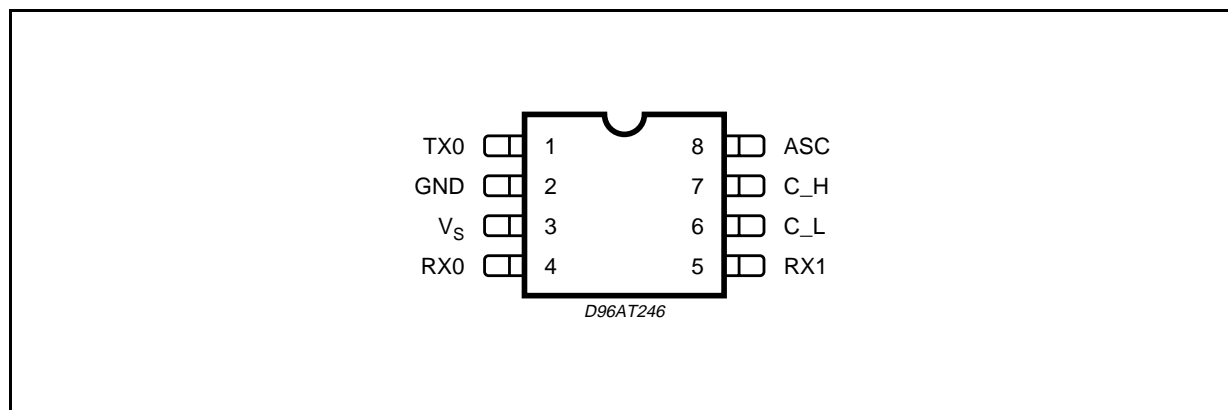 TX0 1 8 ASC
GND 2 7 C_H
VS 3 6 C_L
RX0 4 5 RX1
D96AT246